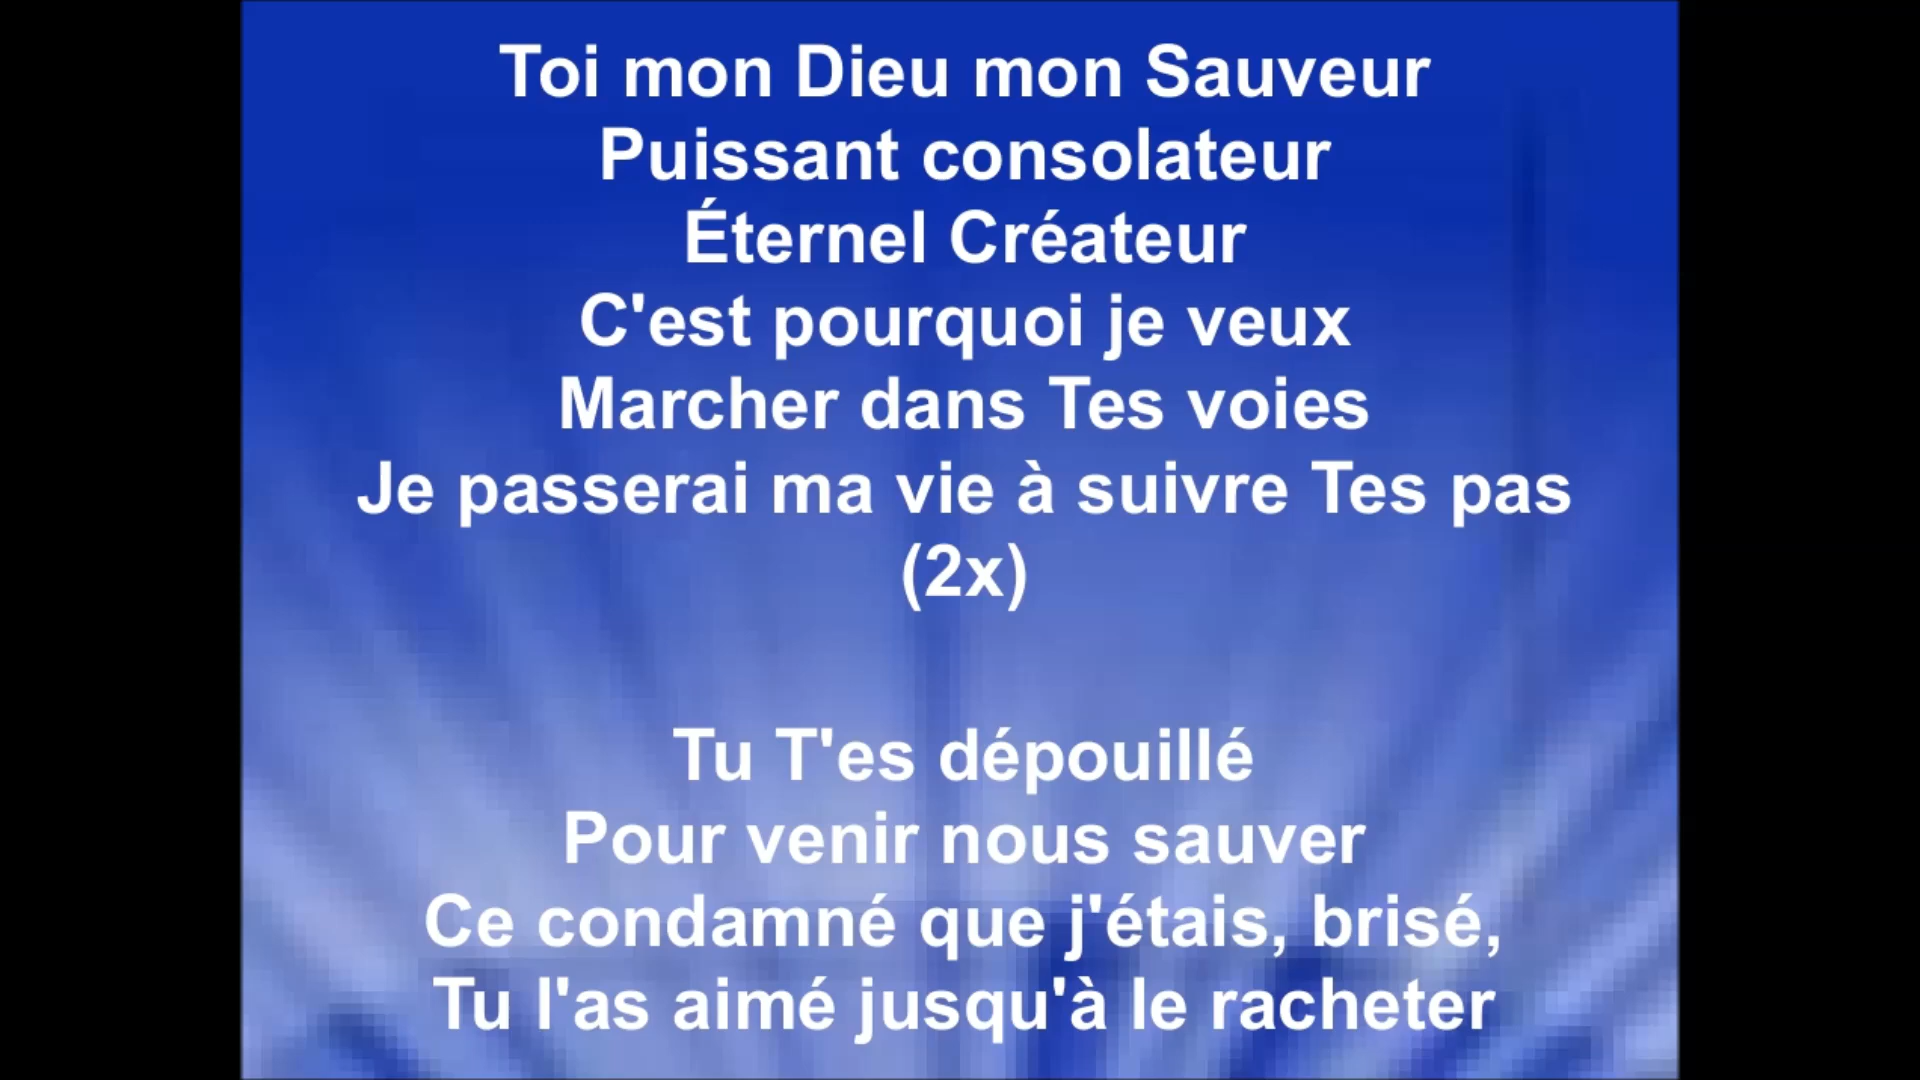 Toi mon Dieu mon Sauveur
Puissant consolateur
Éternel Créateur
C'est pourquoi je veux
Marcher dans Tes voies
Je passerai ma vie à suivre Tes pas
(2x)
Tu T'es dépouillé
Pour venir nous sauver
Ce condamné que j'étais, brisé,
Tu l'as aimé jusqu'à le racheter